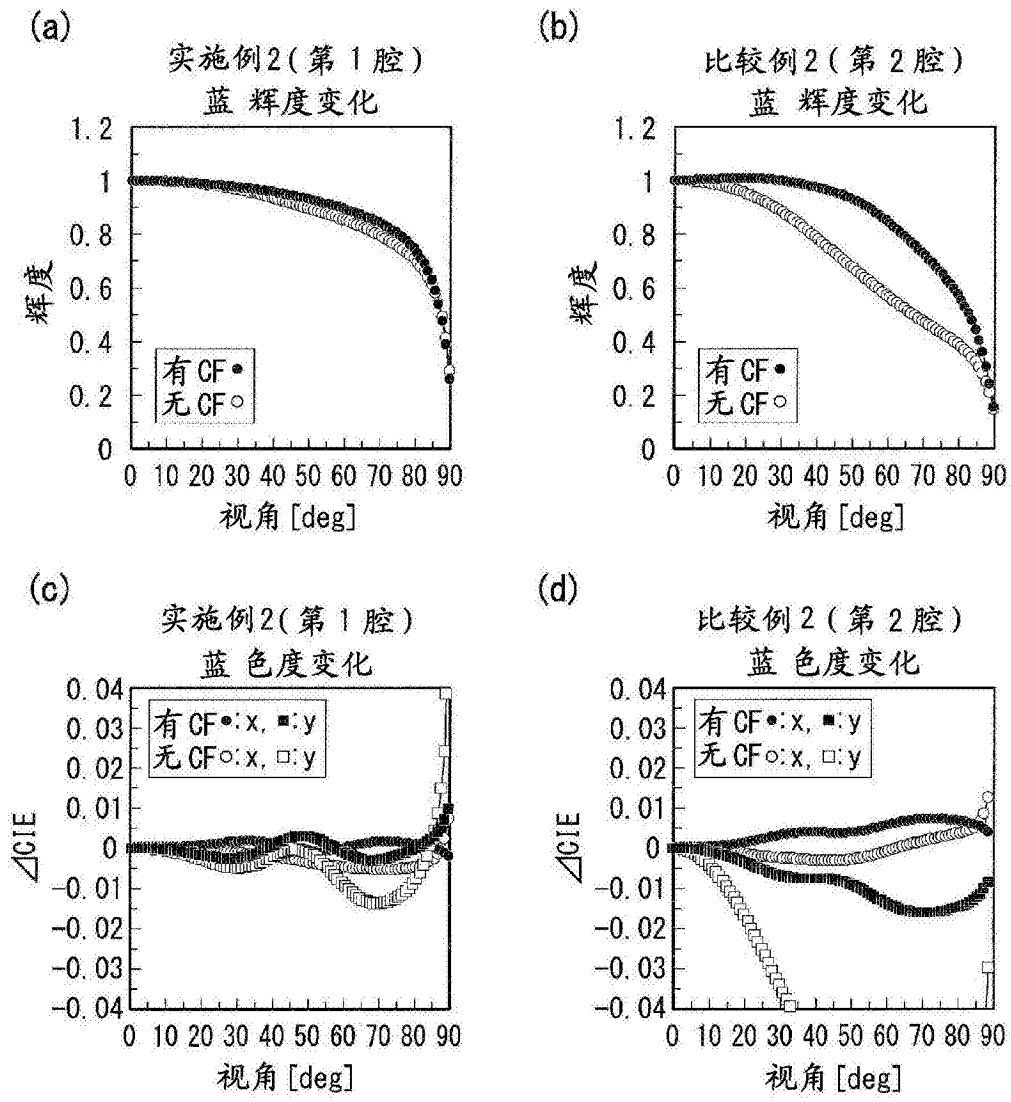 (a)
实施例2(第1腔)
蓝 辉度变化
1.2
1
0.8
0.6
0.4
0.2
0
辉度
有CF●
无CF○
0 10 20 30 40 50 60 70 80 90
视角[deg]
(b)
比较例2(第2腔)
蓝 辉度变化
1.2
1
0.8
0.6
0.4
0.2
0
辉度
有CF●
无CF○
0 10 20 30 40 50 60 70 80 90
视角[deg]
(c)
实施例2(第1腔)
蓝 色度变化
0.04
0.03
0.02
0.01
0
-0.01
-0.02
-0.03
-0.04
⊿CIE
有CF●:x, ■:y
无CF○:x, □:y
0 10 20 30 40 50 60 70 80 90
视角[deg]
(d)
比较例2(第2腔)
蓝 色度变化
0.04
0.03
0.02
0.01
0
-0.01
-0.02
-0.03
-0.04
⊿CIE
有CF●:x, ■:y
无CF○:x, □:y
0 10 20 30 40 50 60 70 80 90
视角[deg]